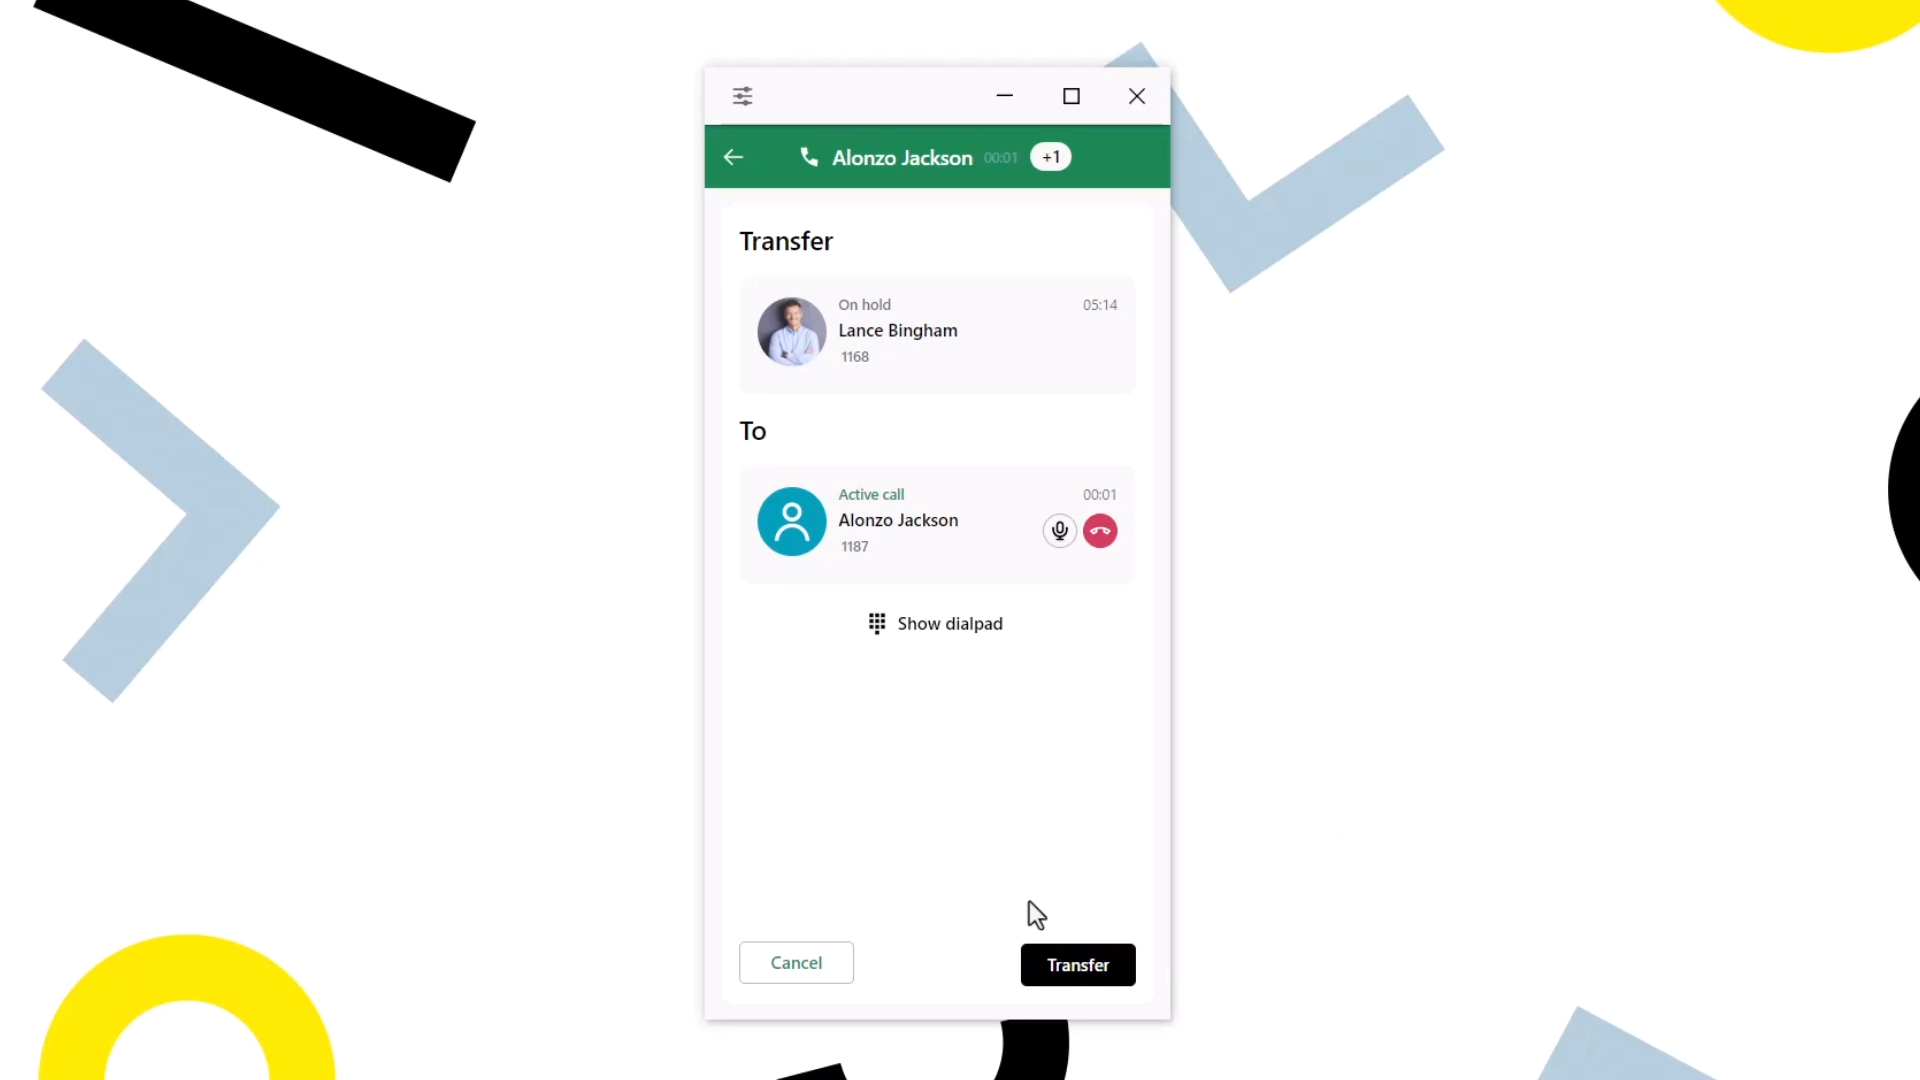 Alonzo Jackson 00:01 +1
Transfer
On hold 05:14
Lance Bingham
1168
To
Active call 00:01
Alonzo Jackson
1187
Show dialpad
Cancel Transfer